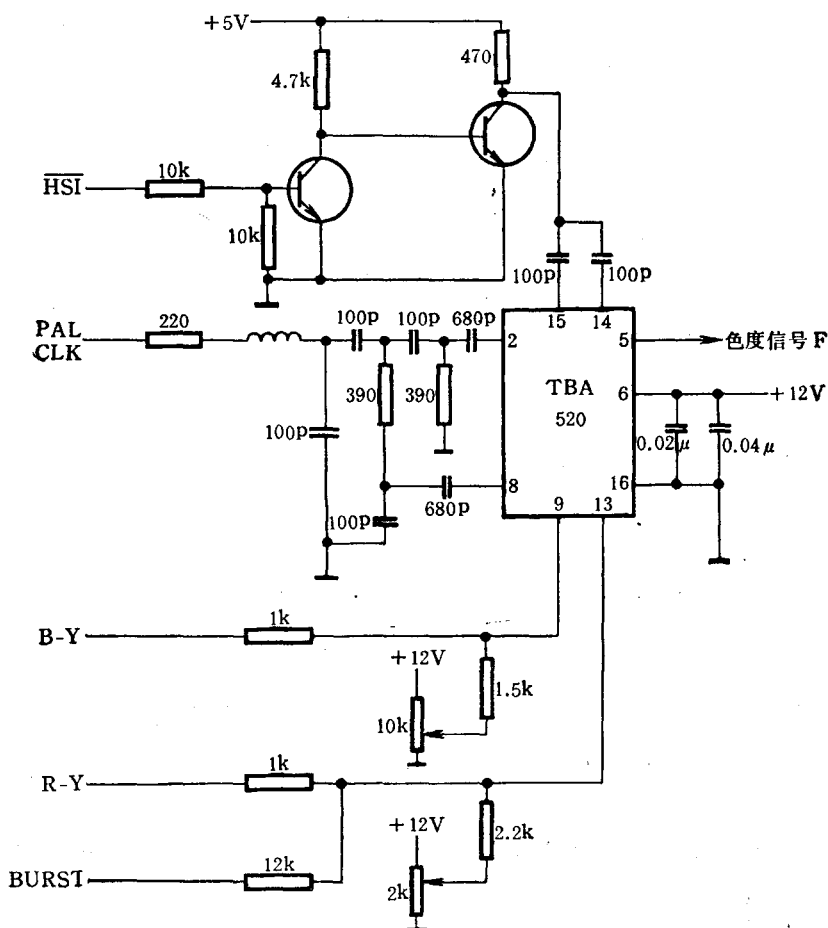 +5V
470
4.7k
HSI
10k
10k
100p
100p
PAL
CLK
220
100p
100p
680p
2
15
14
5
色度信号F
TBA
520
6
+12V
390
390
100p
0.02μ
0.04μ
8
16
9
13
100p
680p
B-Y
1k
+12V
1.5k
10k
R-Y
1k
+12V
2.2k
BURST
12k
2k